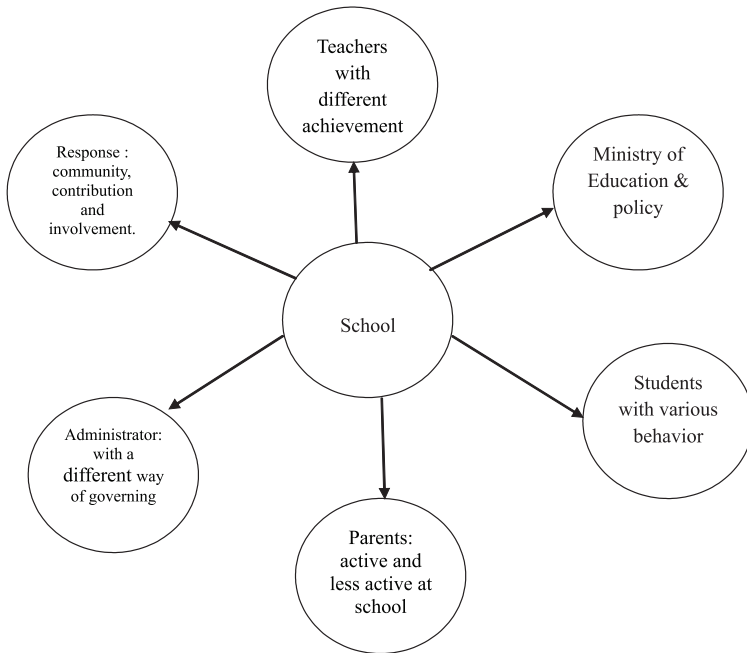 Teachers
with
different
achievement
Response :
community,
contribution
and
involvement.
Ministry of
Education &
policy
School
Students
with various
behavior
Administrator:
with a
different way
of governing
Parents:
active and
less active at
school